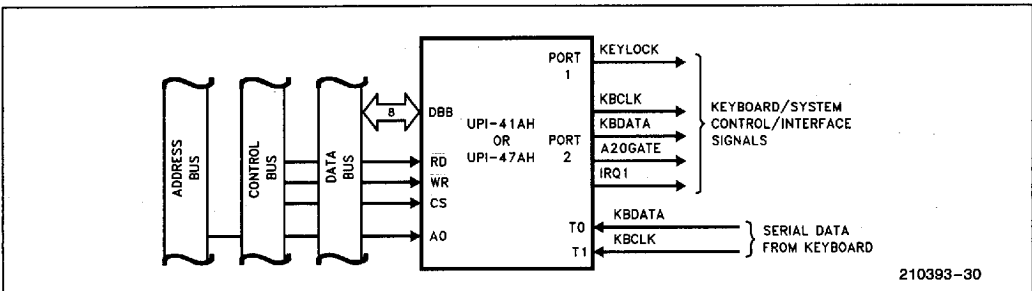 ADDRESS
BUS
CONTROL
BUS
DATA
BUS
8
DBB
RD
WR
CS
A0
UPI-41AH
OR
UPI-47AH
PORT
1
PORT
2
T0
T1
KEYLOCK
KBCLK
KBDATA
A20GATE
IRQ1
KEYBOARD/SYSTEM
CONTROL/INTERFACE
SIGNALS
KBDATA
KBCLK
SERIAL DATA
FROM KEYBOARD
210393-30